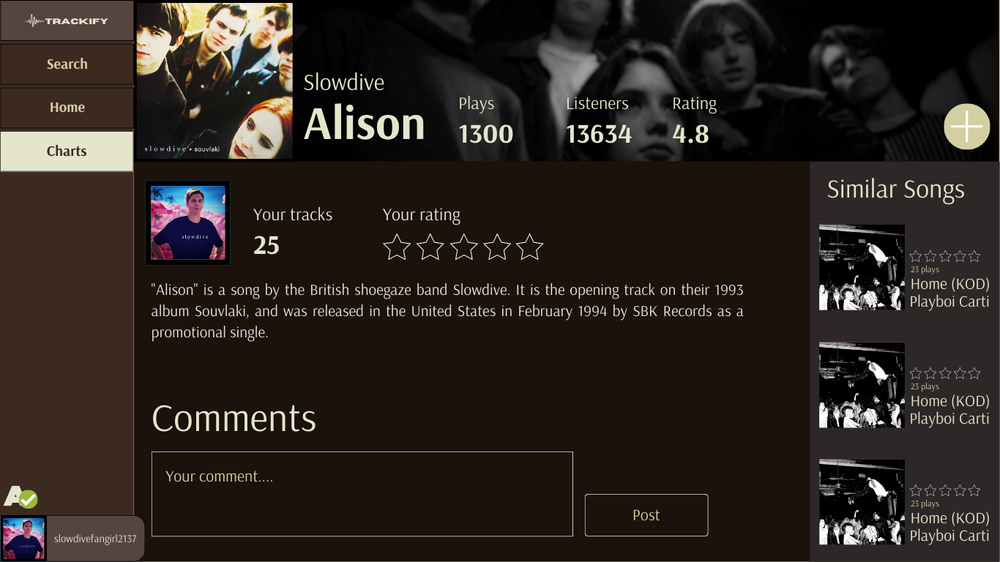 TRACKIFY
Search
Home
Charts
slowdivefangirl2137
slowdive • souvlaki
Slowdive
Alison
Plays
1300
Listeners
13634
Rating
4.8
slowdive
Your tracks
25
Your rating
"Alison" is a song by the British shoegaze band Slowdive. It is the opening track on their 1993
album Souvlaki, and was released in the United States in February 1994 by SBK Records as a
promotional single.
Comments
Your comment....
Post
Similar Songs
23 plays
Home (KOD)
Playboi Carti
23 plays
Home (KOD)
Playboi Carti
23 plays
Home (KOD)
Playboi Carti
A